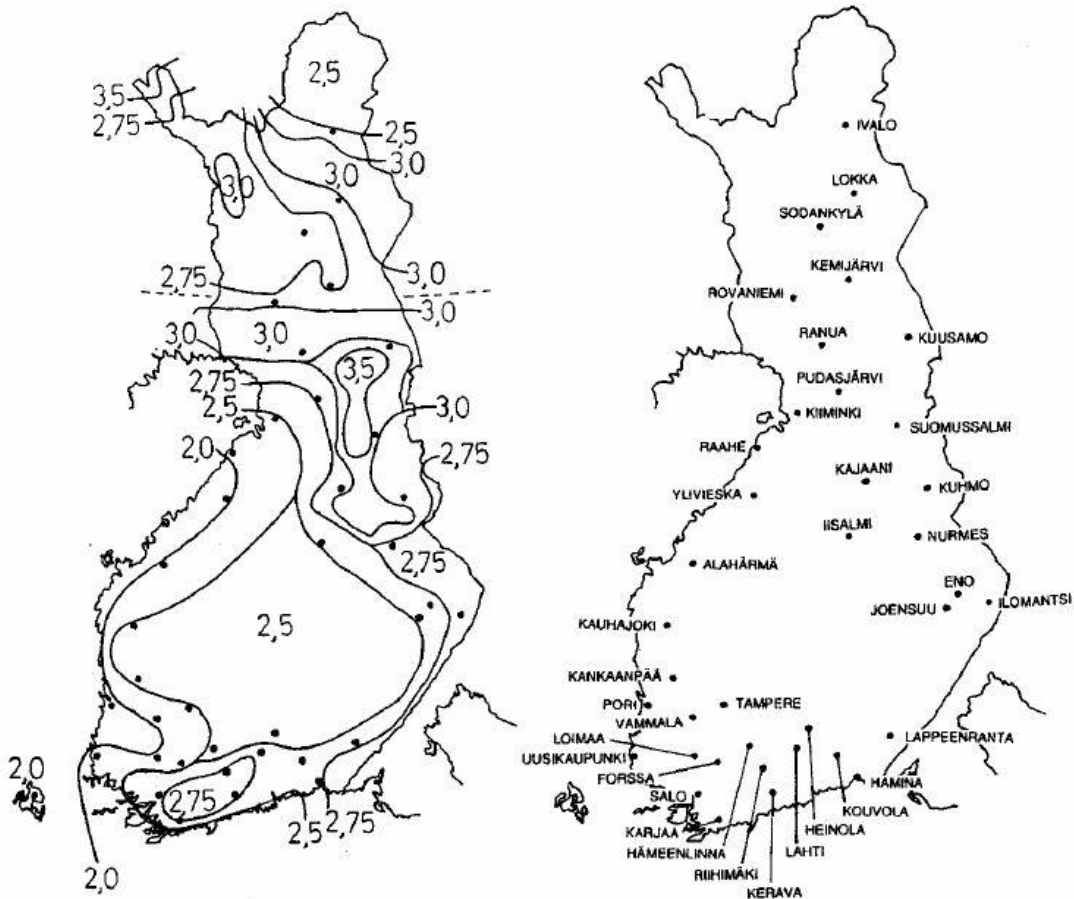 2,5
3,5
2,75
2,5
3,0
3,0
3,0
2,75
3,0
3,0
3,0
3,0
3,5
2,75
2,5
3,0
2,0
2,75
2,75
2,5
2,0
2,75
2,5
2,75
2,0
IVALO
LOKKA
SODANKYLÄ
KEMIJÄRVI
ROVANIEMI
RANUA
KUUSAMO
PUDASJÄRVI
KIIMINKI
SUOMUSSALMI
RAAHE
KAJAANI
YLIVIESKA
KUHMO
IISALMI
NURMES
ALAHÄRMÄ
ENO
ILOMANTSI
JOENSUU
KAUHAJOKI
KANKAANPÄÄ
PORI
TAMPERE
VAMMALA
LAPPEENRANTA
LOIMAA
UUSIKAUPUNKI
FORSSA
HAMINA
SALO
KOUVOLA
KARJAA
HEINOLA
HÄMEENLINNA
LAHTI
RIIHIMÄKI
KERAVA